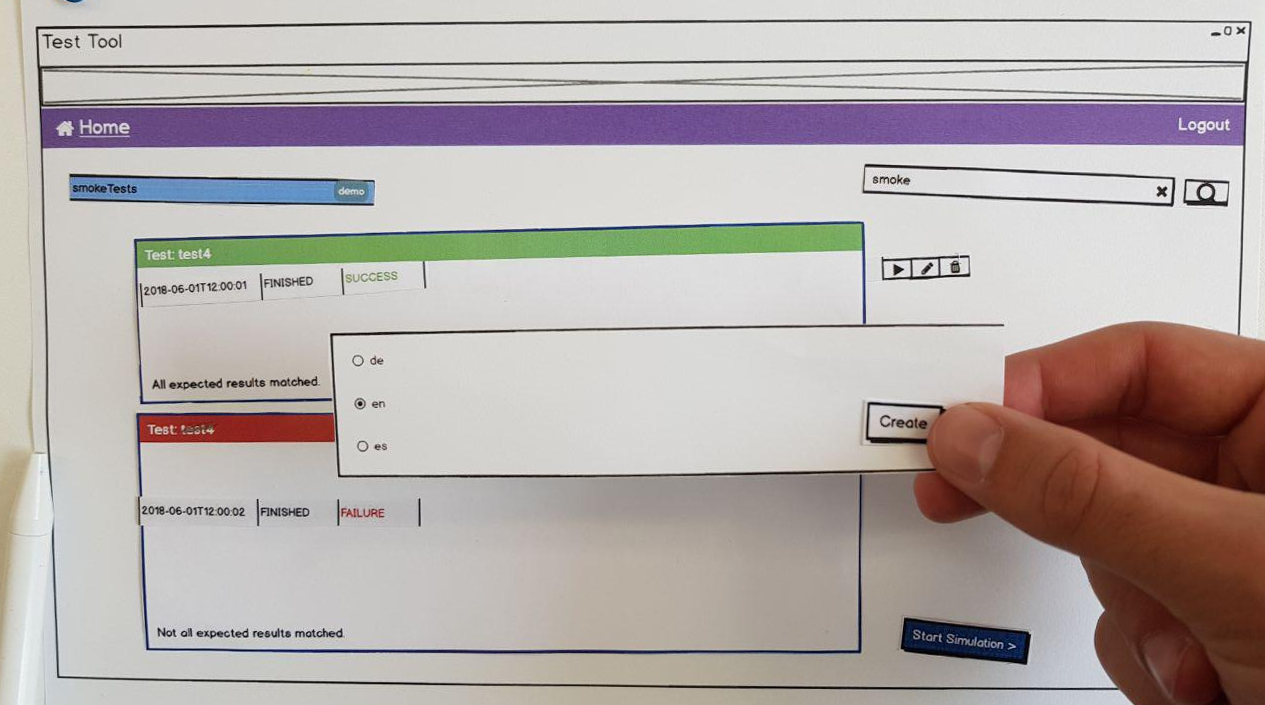 Test Tool
Home
Logout
smokeTests
demo
smoke
Test: test4
2018-06-01T12:00:01 FINISHED SUCCESS
All expected results matched.
de
en
es
Create
Test: test4
2018-06-01T12:00:02 FINISHED FAILURE
Not all expected results matched.
Start Simulation >